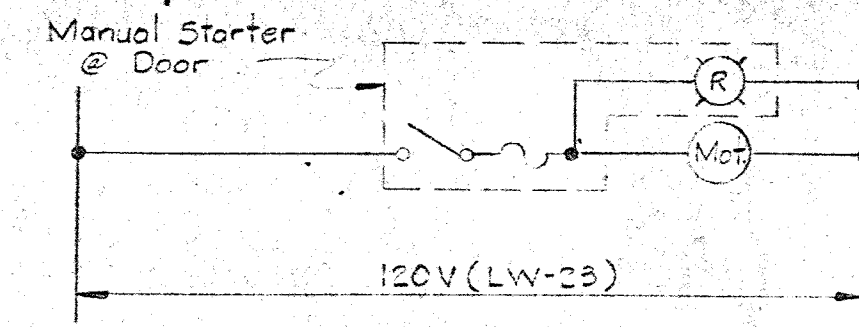 Manual Starter
@ Door
R
Mot.
120V (LW-23)